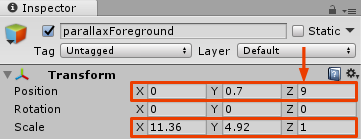 Inspector
parallaxForeground Static
Tag Untagged Layer Default
Transform
Position X 0 Y 0.7 Z 9
Rotation X 0 Y 0 Z 0
Scale X 11.36 Y 4.92 Z 1